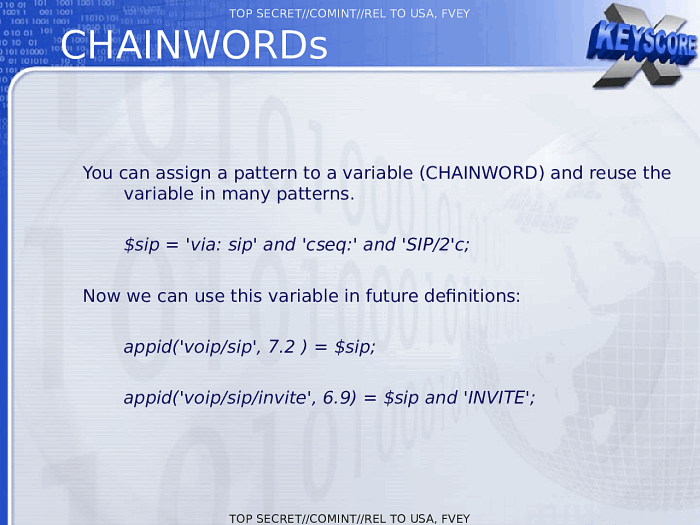 TOP SECRET//COMINT//REL TO USA, FVEY
CHAINWORDs
X
KEYSCORE
You can assign a pattern to a variable (CHAINWORD) and reuse the
variable in many patterns.
$sip = 'via: sip' and 'cseq:' and 'SIP/2'c;
Now we can use this variable in future definitions:
appid('voip/sip', 7.2 ) = $sip;
appid('voip/sip/invite', 6.9) = $sip and 'INVITE';
TOP SECRET//COMINT//REL TO USA, FVEY